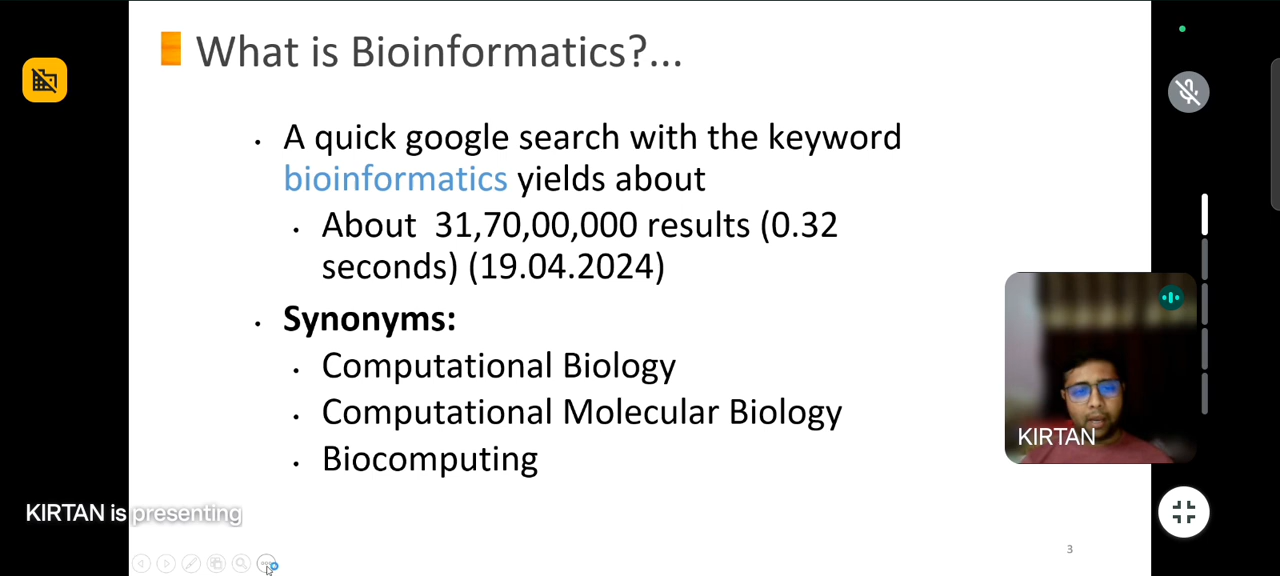 What is Bioinformatics?...
A quick google search with the keyword
bioinformatics yields about
About 31,70,00,000 results (0.32
seconds) (19.04.2024)
Synonyms:
Computational Biology
Computational Molecular Biology
Biocomputing
KIRTAN
KIRTAN is presenting
3